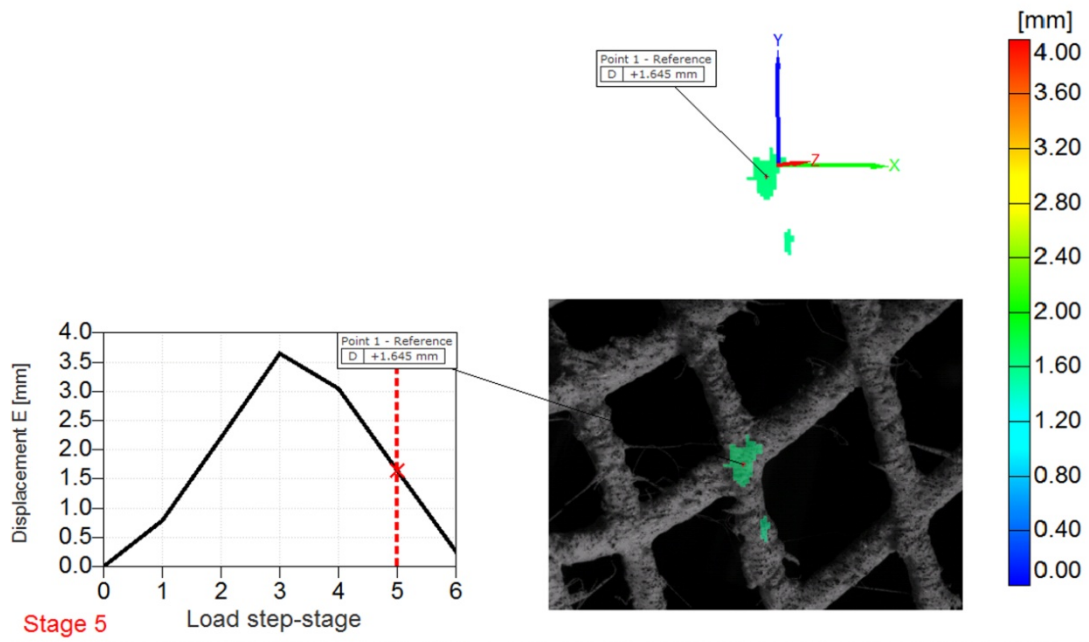 [mm]
Y
Point 1 - Reference
D +1.645 mm
Z
X
4.00
3.60
3.20
2.80
2.40
2.00
1.60
1.20
0.80
0.40
0.00
Displacement E [mm]
4.0
3.5
3.0
2.5
2.0
1.5
1.0
0.5
0.0
Point 1 - Reference
D +1.645 mm
0 1 2 3 4 5 6
Stage 5
Load step-stage